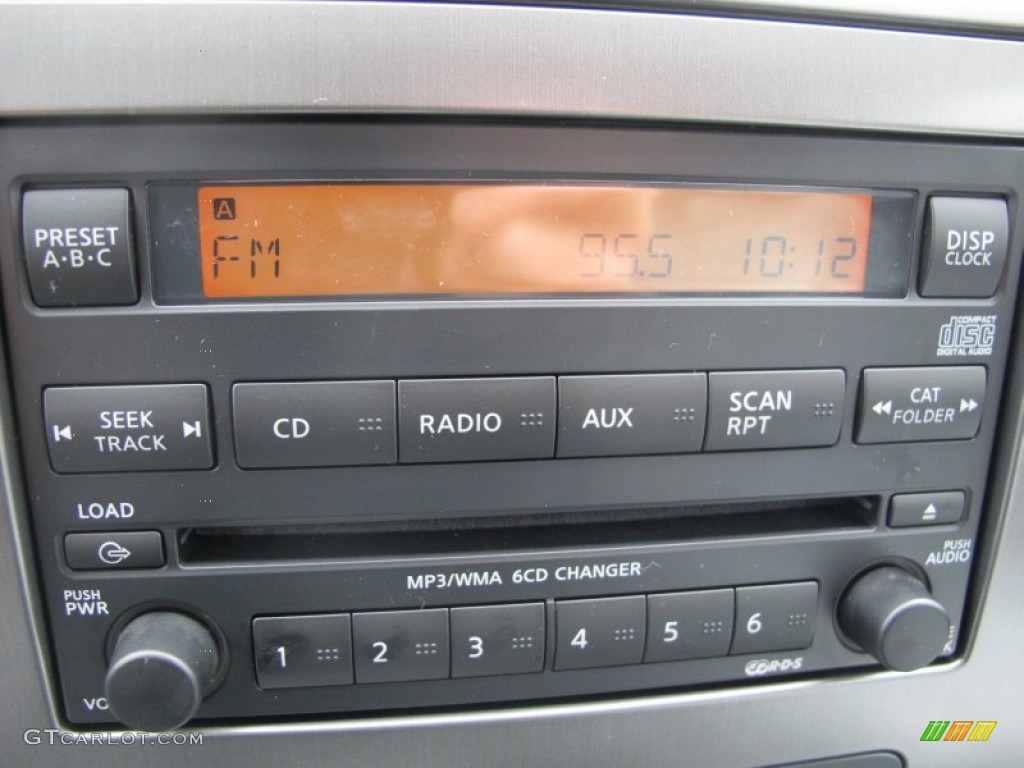 A
PRESET
A·B·C
FM 95.5 10:12
DISP
CLOCK
COMPACT
disc
DIGITAL AUDIO
SEEK
TRACK
CD
RADIO
AUX
SCAN
RPT
CAT
FOLDER
LOAD
MP3/WMA 6CD CHANGER
PUSH
AUDIO
PUSH
PWR
1
2
3
4
5
6
R·D·S
VO
GTCARLOT.COM